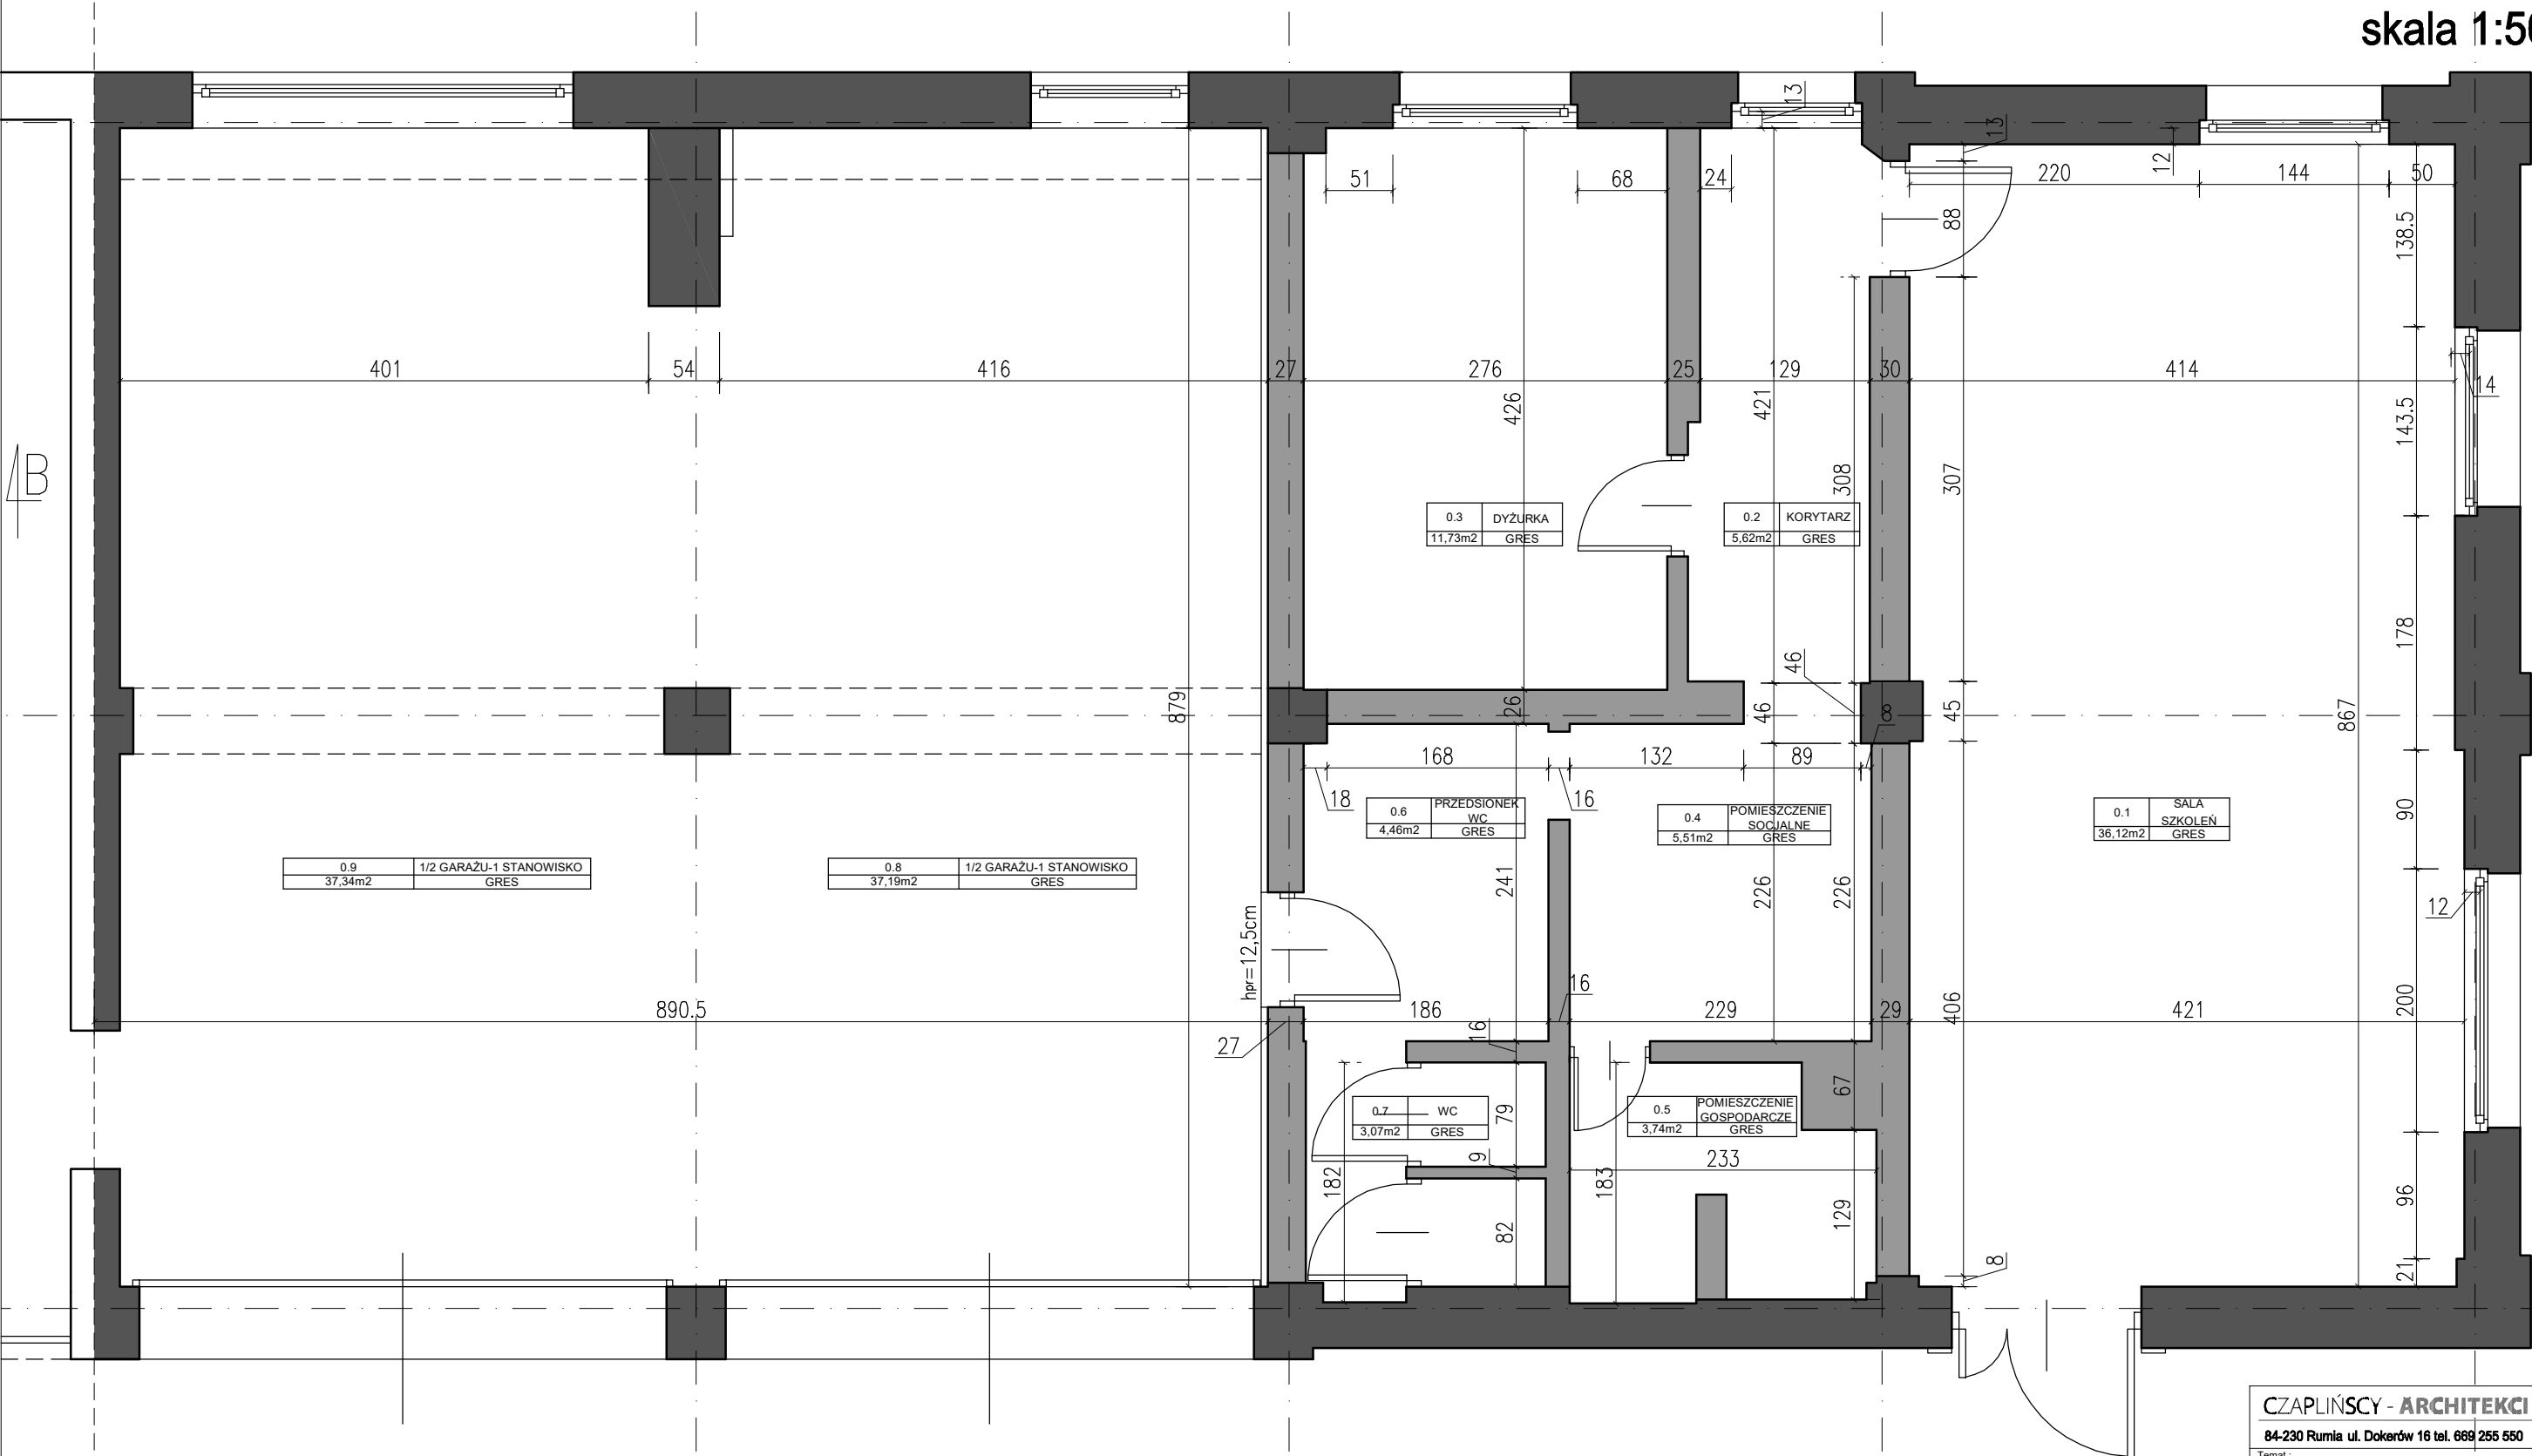 skala 1:50
13
13
12
51
68
24
220
144
50
88
138.5
401
54
416
27
276
25
129
30
414
14
426
421
143.5
B
308
307
0.3 DYŻURKA
11,73m2 GRES
0.2 KORYTARZ
5,62m2 GRES
178
46
879
26
46
8
45
867
168
132
89
18
16
0.6 PRZEDSIONEK
WC
4,46m2 GRES
0.4 POMIESZCZENIE
SOCJALNE
5,51m2 GRES
0.1 SALA
SZKOLEŃ
36,12m2 GRES
90
0.9 1/2 GARAŻU-1 STANOWISKO
37,34m2 GRES
0.8 1/2 GARAŻU-1 STANOWISKO
37,19m2 GRES
241
226
226
12
hpr=12,5cm
16
890.5
186
229
29
406
421
200
27
16
67
0.7 WC
3,07m2 GRES
79
0.5 POMIESZCZENIE
GOSPODARCZE
3,74m2 GRES
9
233
182
183
82
129
96
8
21
CZAPLIŃSCY - ARCHITEKCI
84-230 Rumia ul. Dokerów 16 tel. 669 255 550
Temat :